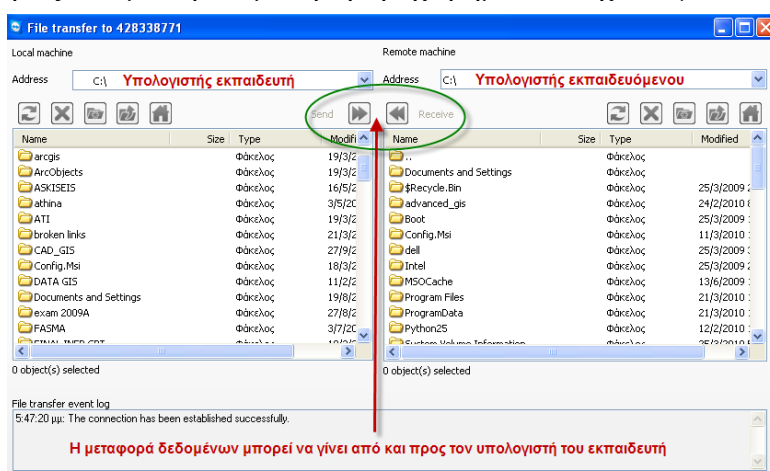 File transfer to 428338771
Local machine
Remote machine
Address C:\ Υπολογιστής εκπαιδευτή
Address C:\ Υπολογιστής εκπαιδευόμενου
Send
Receive
Name Size Type Modifi
arcgis Φάκελος 19/3/2
ArcObjects Φάκελος 19/3/2
ASKISEIS Φάκελος 16/5/2
athina Φάκελος 3/5/20
ATI Φάκελος 19/3/2
broken links Φάκελος 21/3/2
CAD_GIS Φάκελος 27/9/2
Config.Msi Φάκελος 18/3/2
DATA GIS Φάκελος 11/2/2
Documents and Settings Φάκελος 19/8/2
exam 2009A Φάκελος 27/8/2
FASMA Φάκελος 3/7/20
Name Size Type Modified
.. Φάκελος
Documents and Settings Φάκελος
$Recycle.Bin Φάκελος 25/3/2009
advanced_gis Φάκελος 24/2/2010
Boot Φάκελος 25/3/2009
Config.Msi Φάκελος 11/3/2010
dell Φάκελος 25/3/2009
Intel Φάκελος 25/3/2009
MSOCache Φάκελος 13/6/2009
Program Files Φάκελος 21/3/2010
ProgramData Φάκελος 21/3/2010
Python25 Φάκελος 12/2/2010
System Volume Information Φάκελος 25/3/2010
0 object(s) selected
0 object(s) selected
File transfer event log
5:47:20 μμ: The connection has been established successfully.
Η μεταφορά δεδομένων μπορεί να γίνει από και προς τον υπολογιστή του εκπαιδευτή